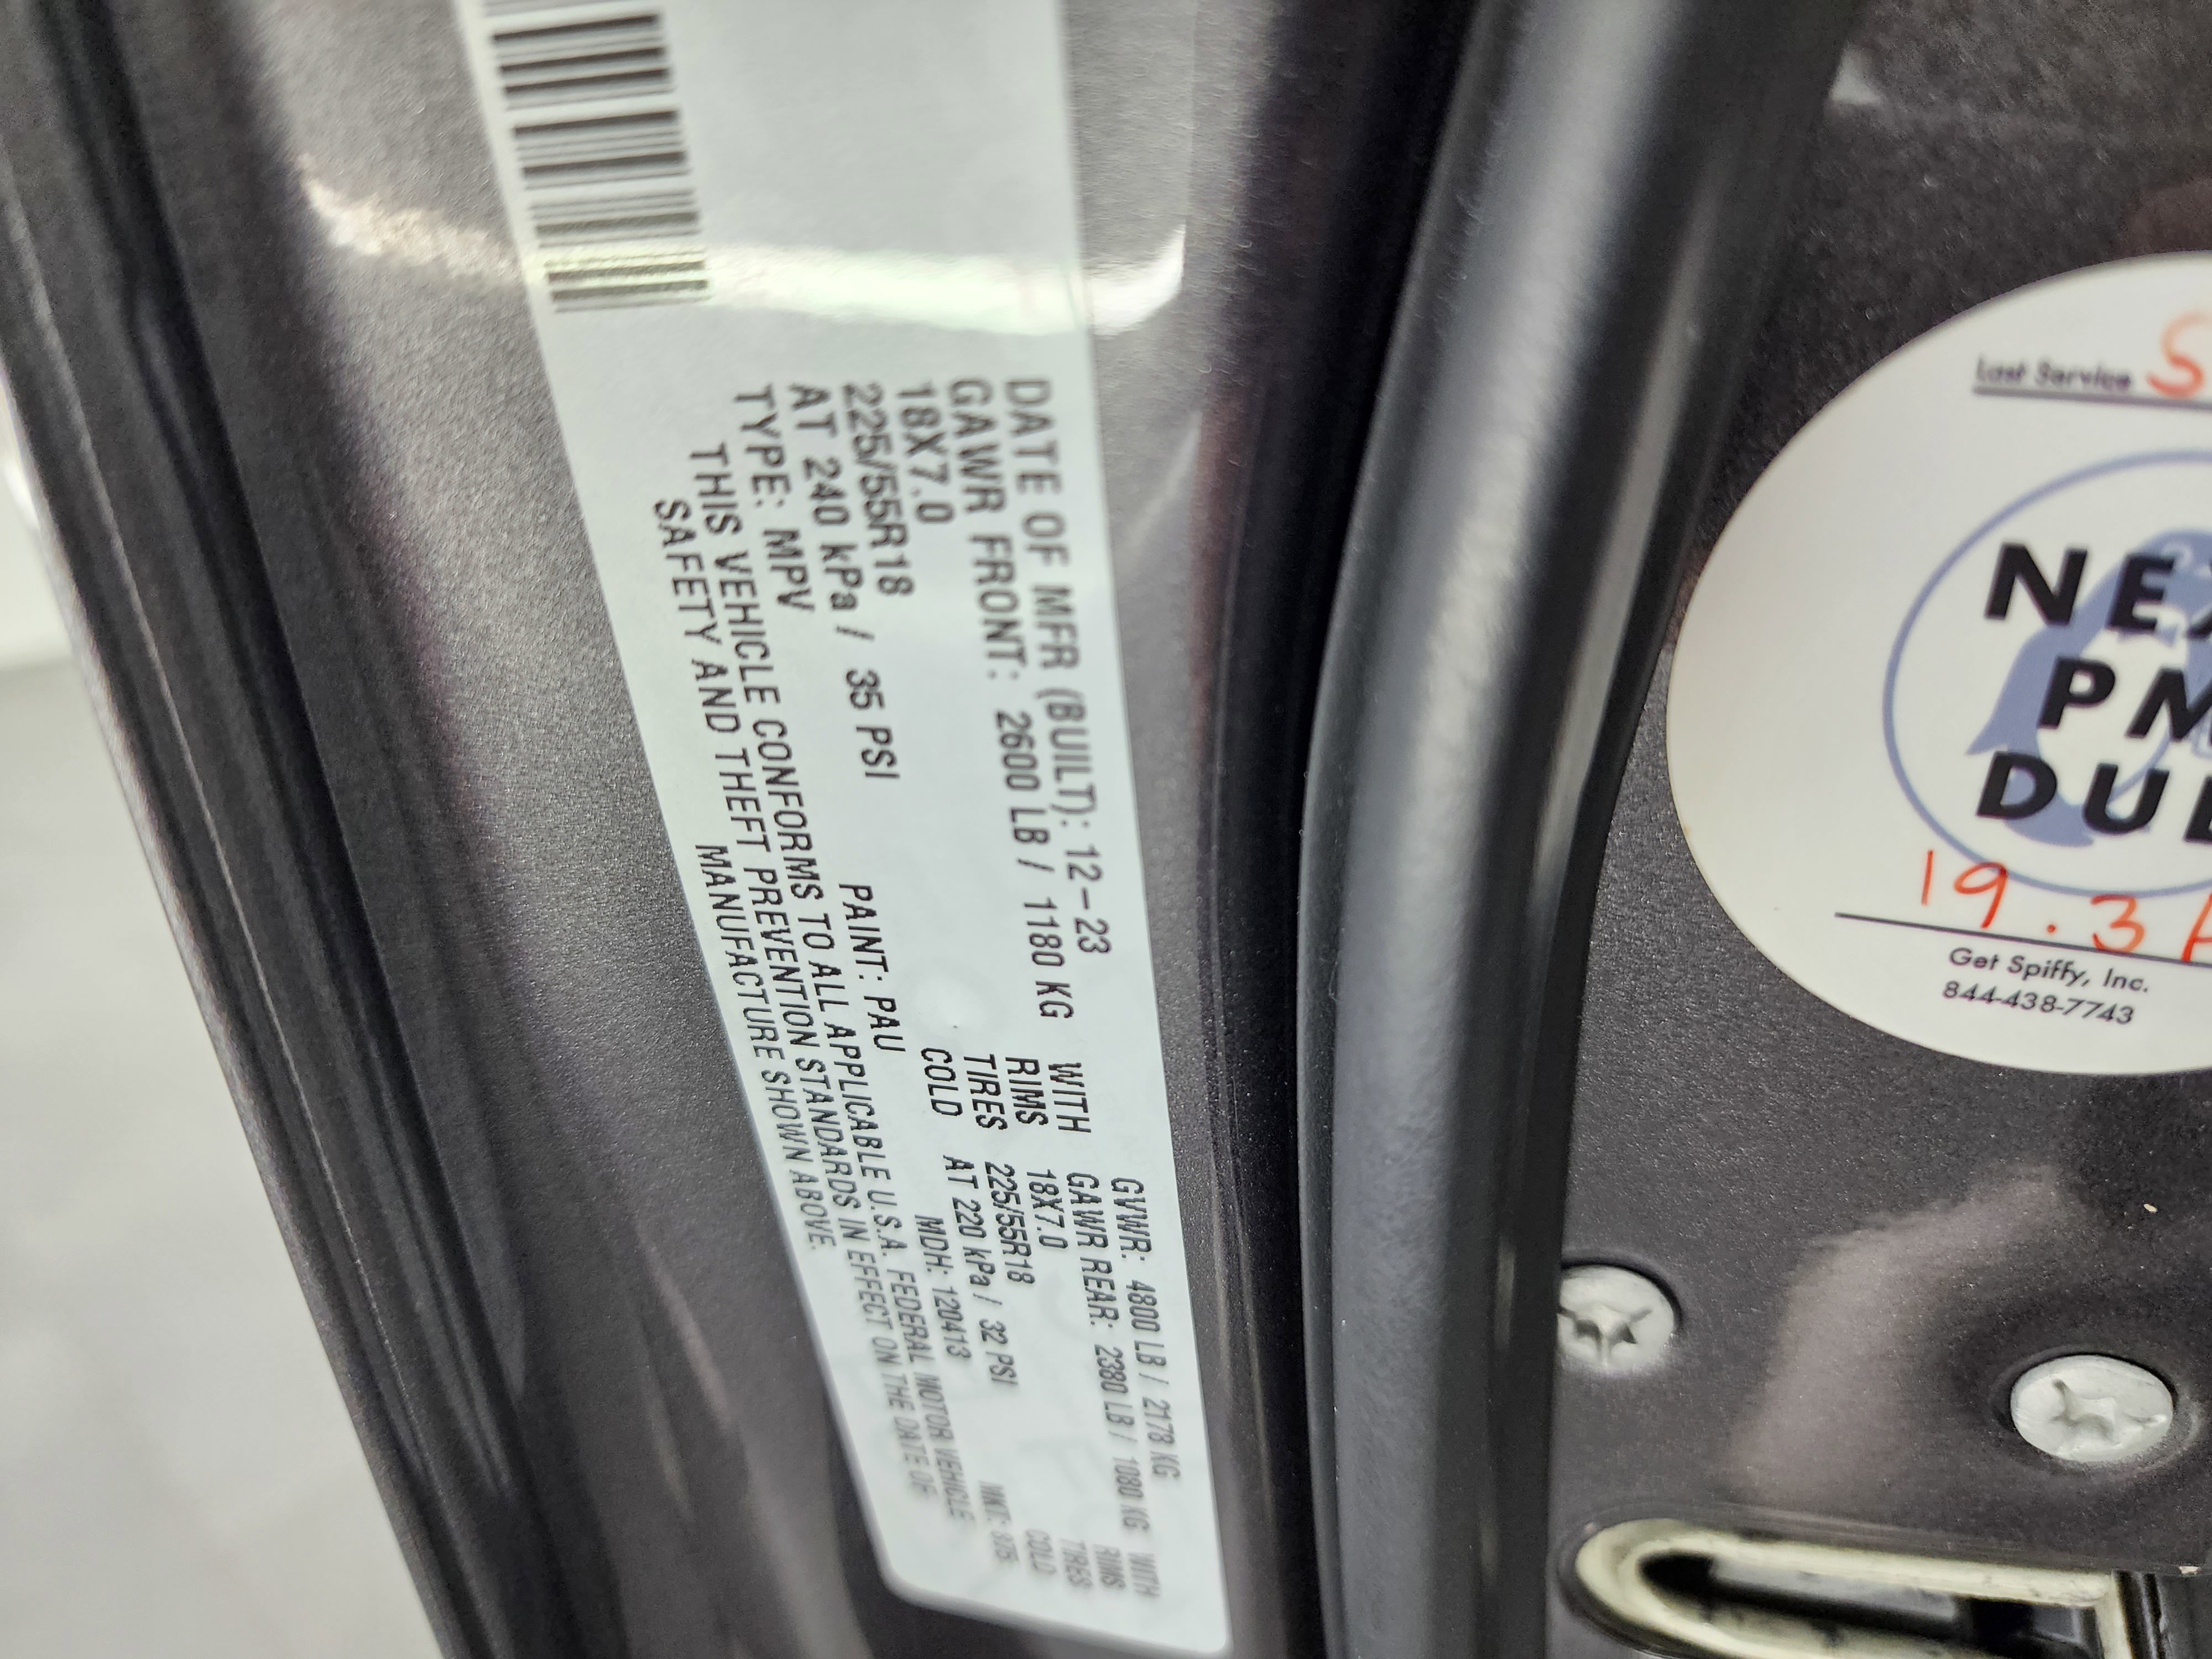 DATE OF MFR (BUILT): 12-23 GVWR: 4800 LB / 2178 KG
GAWR FRONT: 2600 LB / 1180 KG WITH GAWR REAR: 2380 LB / 1080 KG WITH
18X7.0 RIMS 18X7.0 RIMS
225/55R18 TIRES 225/55R18 TIRES
AT 240 kPa / 35 PSI COLD AT 220 kPa / 32 PSI COLD
TYPE: MPV PAINT: PAU MDH: 120413 MKT:
THIS VEHICLE CONFORMS TO ALL APPLICABLE U.S.A. FEDERAL MOTOR VEHICLE
SAFETY AND THEFT PREVENTION STANDARDS IN EFFECT ON THE DATE OF
MANUFACTURE SHOWN ABOVE.
Last Service
PM
19.3
Get Spiffy, Inc.
844-438-7743